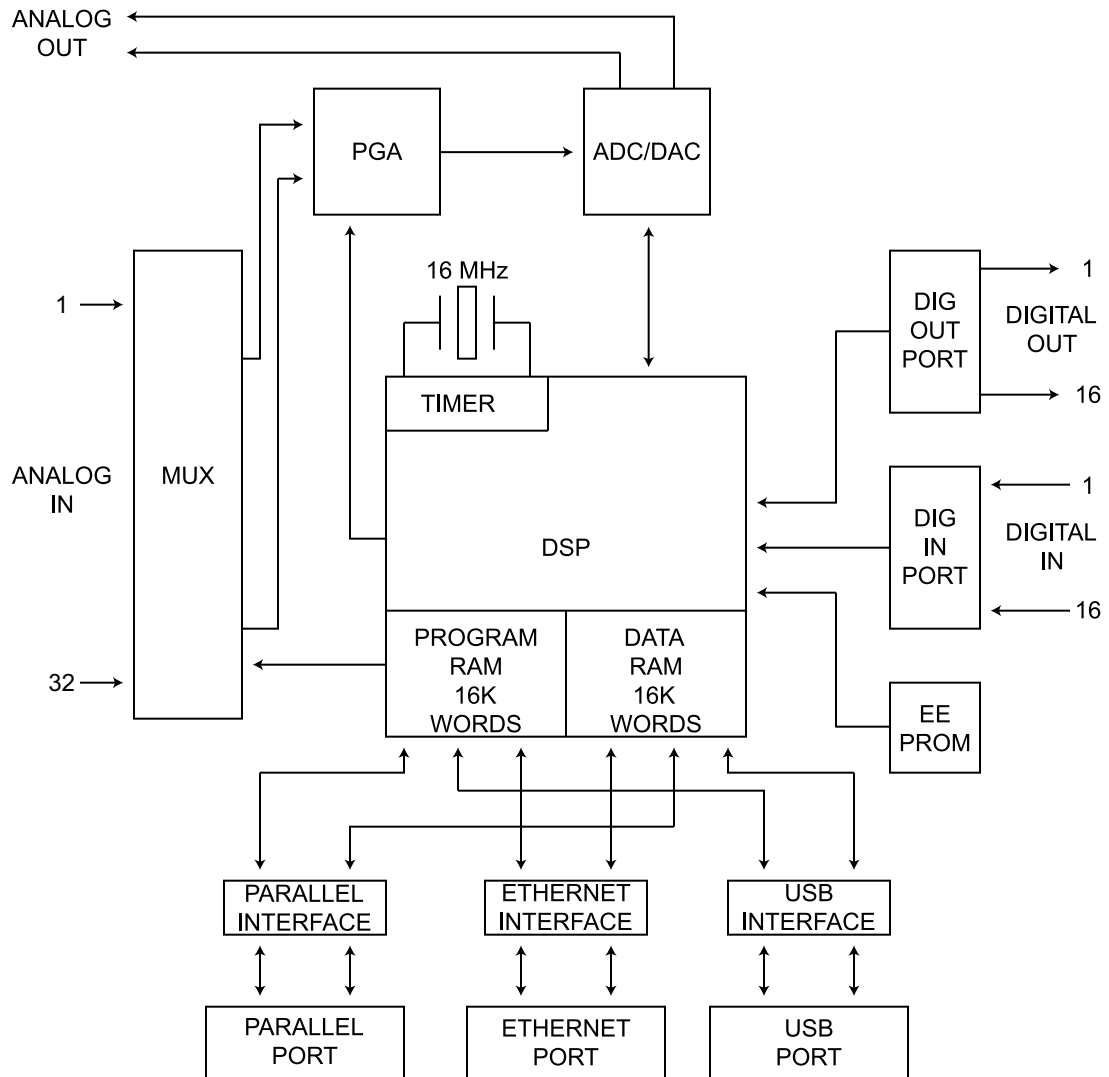 ANALOG
OUT
PGA
ADC/DAC
16 MHz
1
MUX
ANALOG
IN
32
TIMER
DSP
PROGRAM
RAM
16K
WORDS
DATA
RAM
16K
WORDS
DIG
OUT
PORT
1
DIGITAL
OUT
16
DIG
IN
PORT
1
DIGITAL
IN
16
EE
PROM
PARALLEL
INTERFACE
ETHERNET
INTERFACE
USB
INTERFACE
PARALLEL
PORT
ETHERNET
PORT
USB
PORT